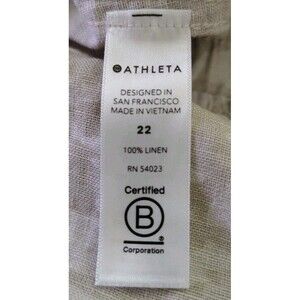 ATHLETA
DESIGNED IN
SAN FRANCISCO
MADE IN VIETNAM
22
100% LINEN
RN 54023
Certified
B
®
Corporation